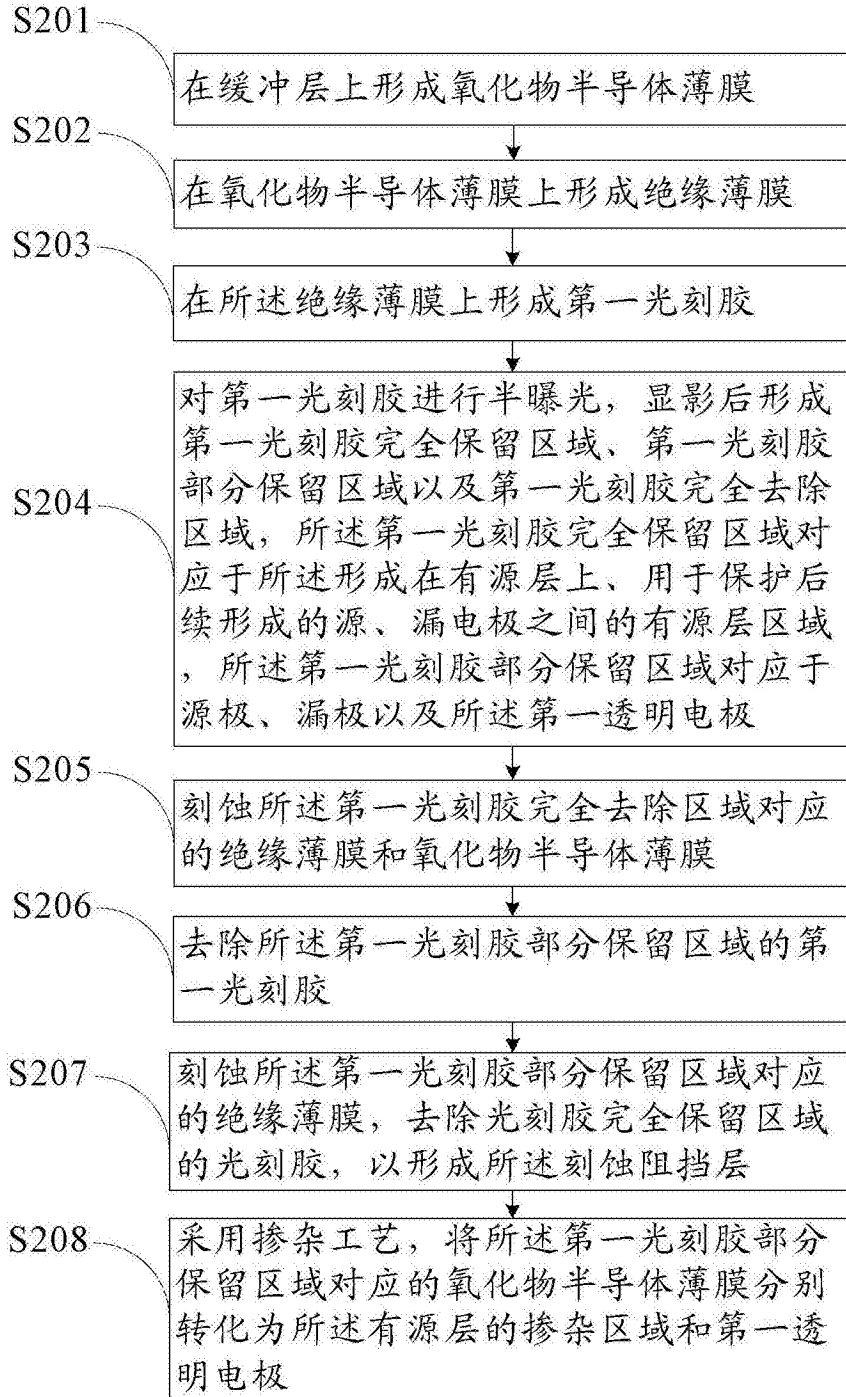 S201
在缓冲层上形成氧化物半导体薄膜
S202
在氧化物半导体薄膜上形成绝缘薄膜
S203
在所述绝缘薄膜上形成第一光刻胶
S204
对第一光刻胶进行半曝光，显影后形成
第一光刻胶完全保留区域、第一光刻胶
部分保留区域以及第一光刻胶完全去除
区域，所述第一光刻胶完全保留区域对
应于所述形成在有源层上、用于保护后
续形成的源、漏电极之间的有源层区域
，所述第一光刻胶部分保留区域对应于
源极、漏极以及所述第一透明电极
S205
刻蚀所述第一光刻胶完全去除区域对应
的绝缘薄膜和氧化物半导体薄膜
S206
去除所述第一光刻胶部分保留区域的第
一光刻胶
S207
刻蚀所述第一光刻胶部分保留区域对应
的绝缘薄膜，去除光刻胶完全保留区域
的光刻胶，以形成所述刻蚀阻挡层
S208
采用掺杂工艺，将所述第一光刻胶部分
保留区域对应的氧化物半导体薄膜分别
转化为所述有源层的掺杂区域和第一透
明电极